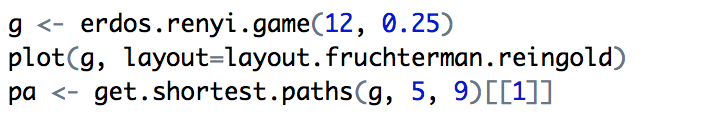 g <- erdos.renyi.game(12, 0.25)
plot(g, layout=layout.fruchterman.reingold)
pa <- get.shortest.paths(g, 5, 9)[[1]]